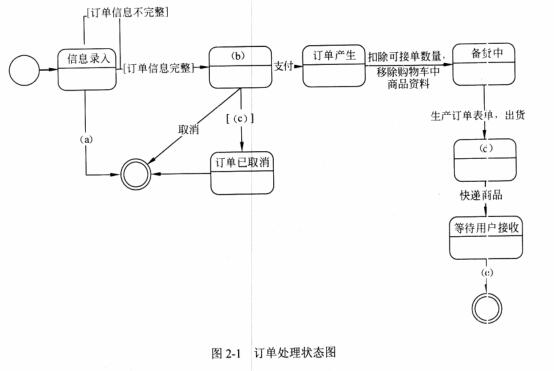 [订单信息不完整]
信息录入
[订单信息完整]
(b)
支付
订单产生
扣除可接单数量,
移除购物车中
商品资料
备货中
(a)
取消
[(c)]
订单已取消
生产订单表单,出货
(c)
快递商品
等待用户接收
(c)
图 2-1 订单处理状态图